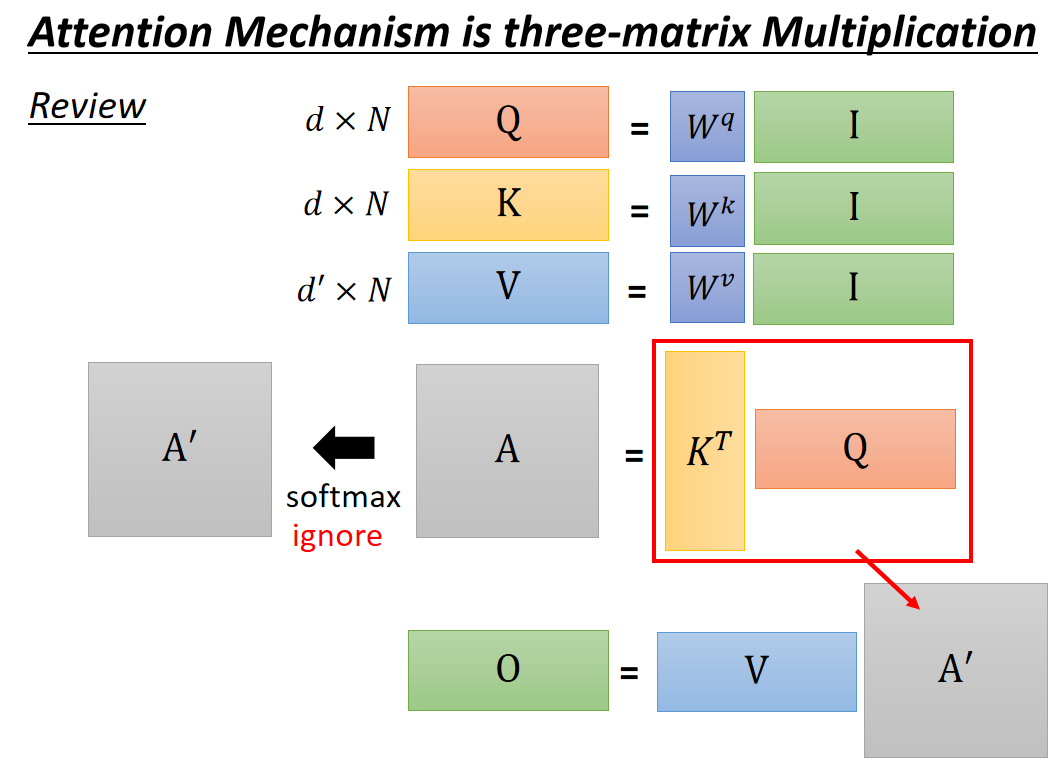 Attention Mechanism is three-matrix Multiplication
Review
d × N Q = W^q I
d × N K = W^k I
d′ × N V = W^v I
A′ softmax A = K^T Q
ignore
O = V A′